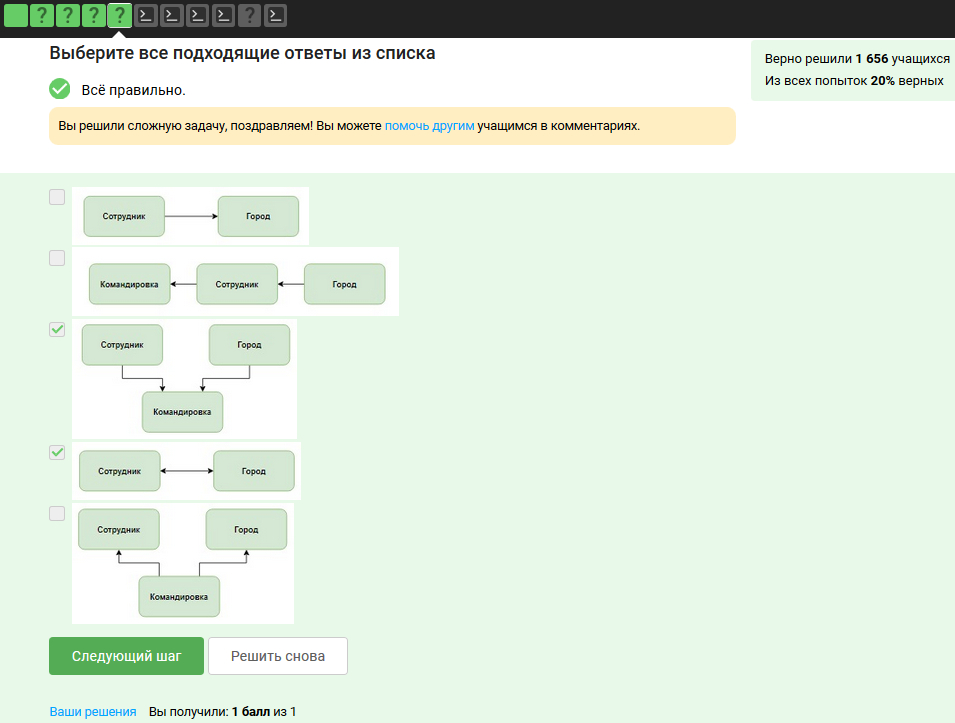 ? ? ? ? ?
Выберите все подходящие ответы из списка
Верно решили 1 656 учащихся
Из всех попыток 20% верных
Всё правильно.
Вы решили сложную задачу, поздравляем! Вы можете помочь другим учащимся в комментариях.
Сотрудник Город
Командировка Сотрудник Город
Сотрудник Город
Командировка
Сотрудник Город
Сотрудник Город
Командировка
Следующий шаг Решить снова
Ваши решения Вы получили: 1 балл из 1